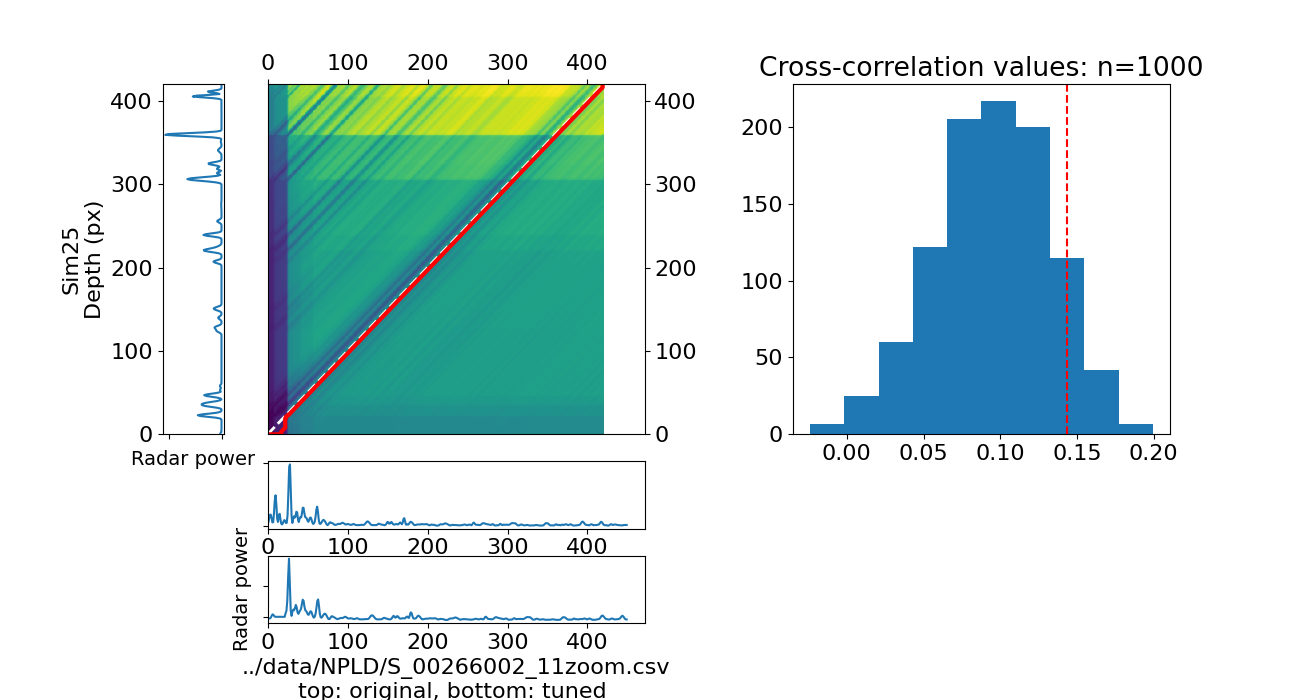 0 100 200 300 400
Cross-correlation values: n=1000
400 400
300 300
200 200
100 100
0 0
Sim25
Depth (px)
200
150
100
50
0
0.00 0.05 0.10 0.15 0.20
Radar power
0 100 200 300 400
Radar power
0 100 200 300 400
../data/NPLD/S_00266002_11zoom.csv
top: original, bottom: tuned